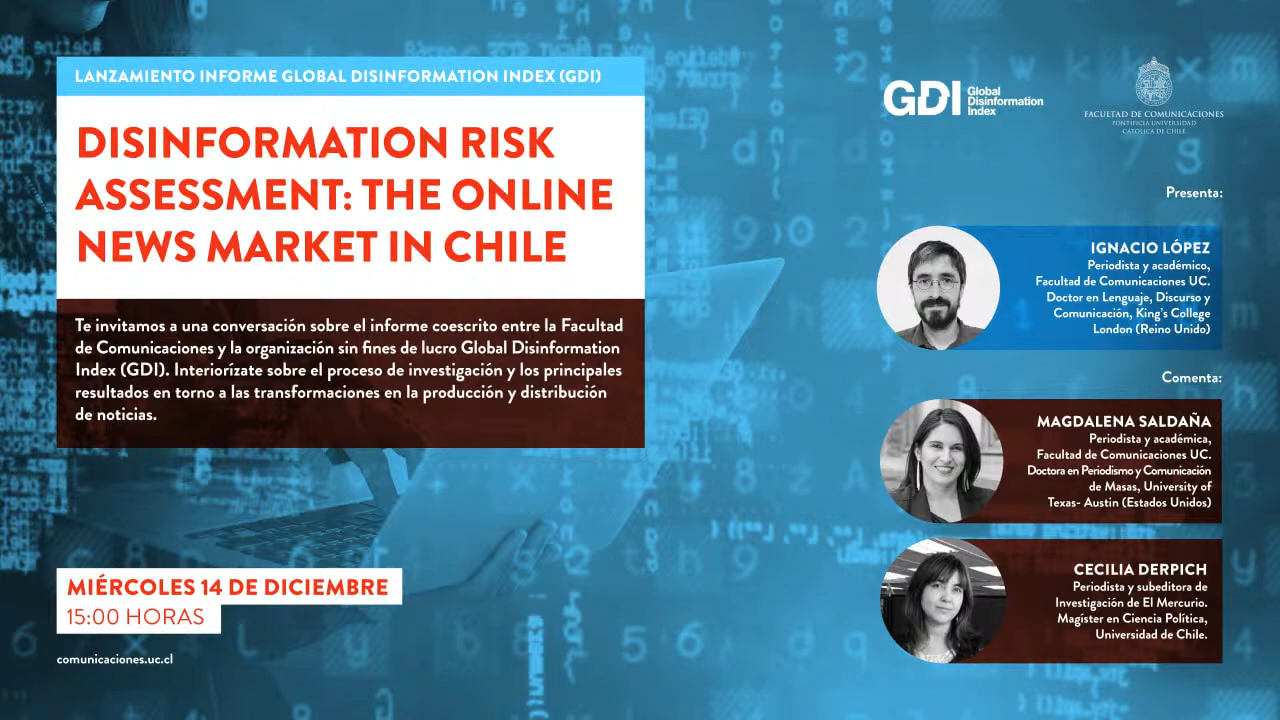 LANZAMIENTO INFORME GLOBAL DISINFORMATION INDEX (GDI)
DISINFORMATION RISK
ASSESSMENT: THE ONLINE
NEWS MARKET IN CHILE
Te invitamos a una conversación sobre el informe coescrito entre la Facultad
de Comunicaciones y la organización sin fines de lucro Global Disinformation
Index (GDI). Interiorízate sobre el proceso de investigación y los principales
resultados en torno a las transformaciones en la producción y distribución
de noticias.
MIÉRCOLES 14 DE DICIEMBRE
15:00 HORAS
comunicaciones.uc.cl
GDI Global
Disinformation
Index
FACULTAD DE COMUNICACIONES
PONTIFICIA UNIVERSIDAD
CATOLICA DE CHILE
Presenta:
IGNACIO LÓPEZ
Periodista y académico,
Facultad de Comunicaciones UC.
Doctor en Lenguaje, Discurso y
Comunicación, King's College
London (Reino Unido)
Comenta:
MAGDALENA SALDAÑA
Periodista y académica,
Facultad de Comunicaciones UC.
Doctora en Periodismo y Comunicación
de Masas, University of
Texas- Austin (Estados Unidos)
CECILIA DERPICH
Periodista y subeditora de
Investigación de El Mercurio.
Magíster en Ciencia Política,
Universidad de Chile.